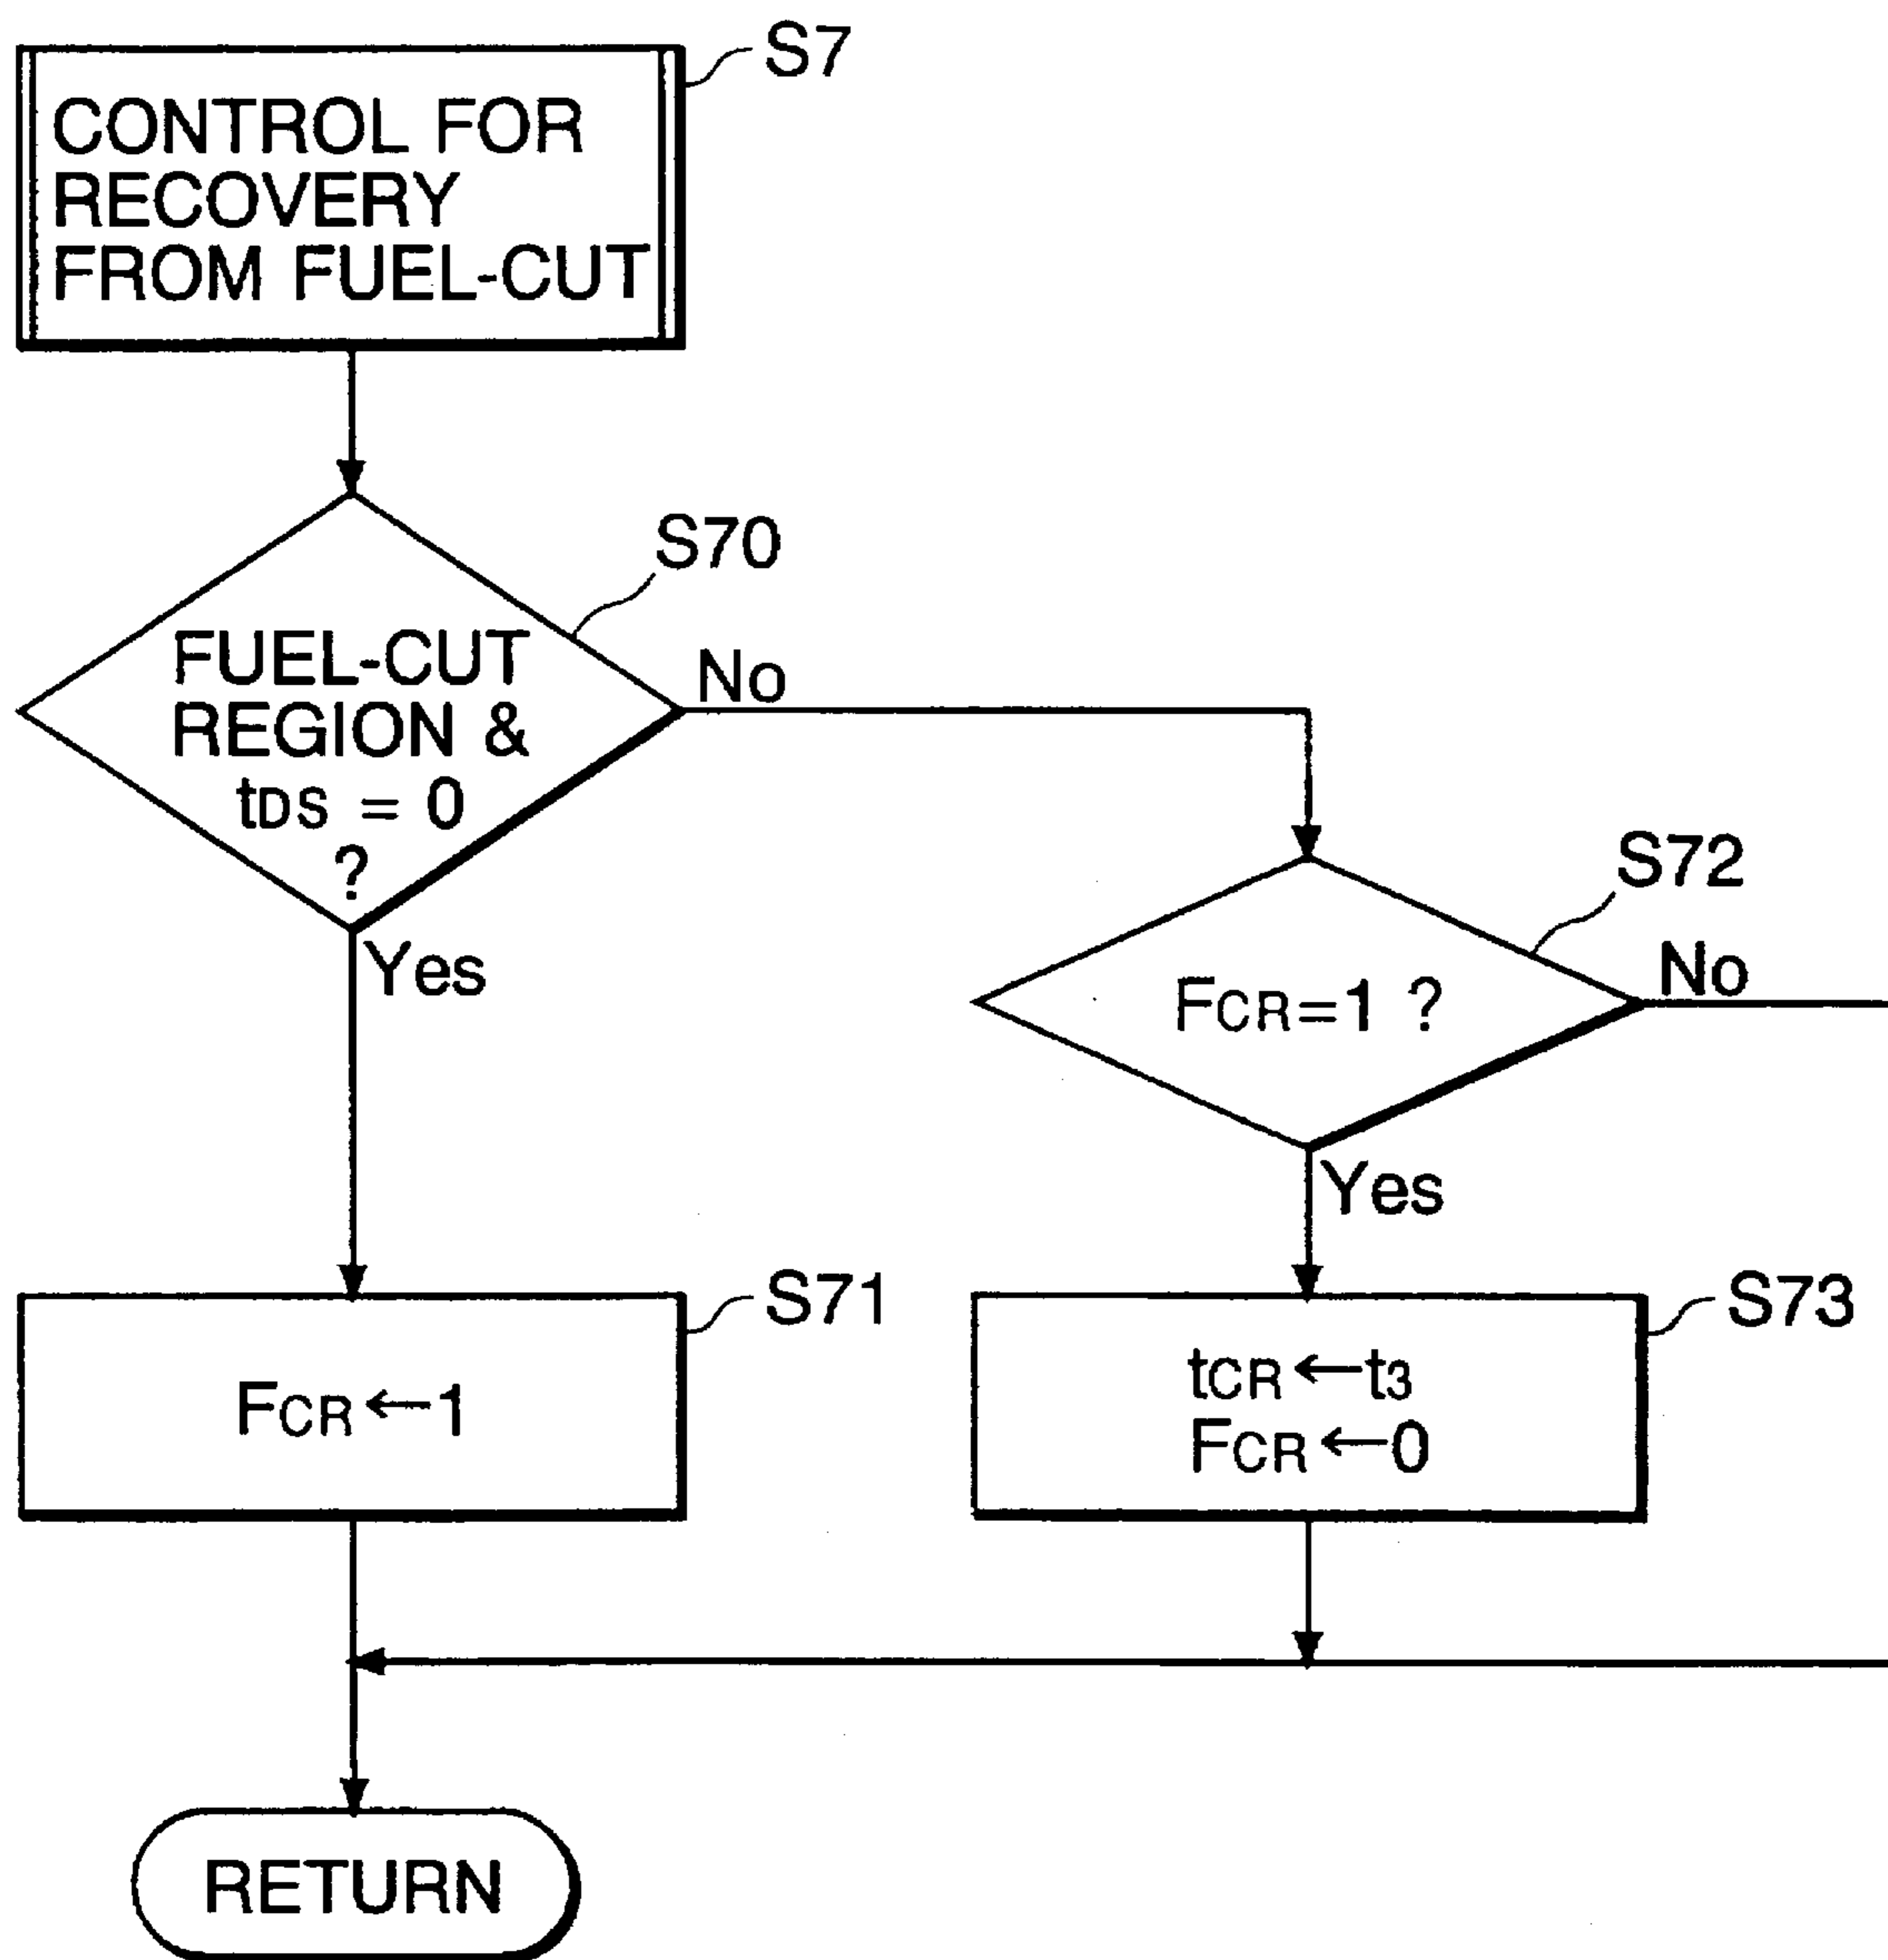 S7
CONTROL FOR
RECOVERY
FROM FUEL-CUT
S70
FUEL-CUT
REGION &
tDS = 0
?
No
Yes
S72
FCR=1 ?
No
Yes
S71
FCR←1
S73
tCR←t3
FCR←0
RETURN